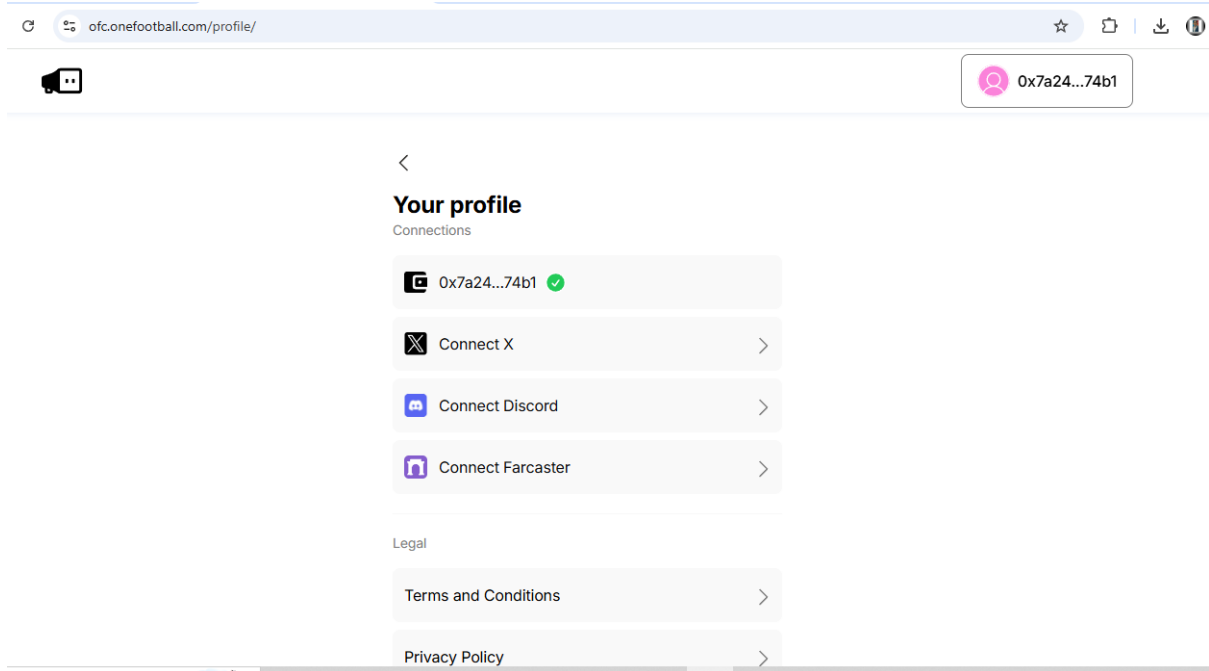 ofc.onefootball.com/profile/
0x7a24...74b1
Your profile
Connections
0x7a24...74b1
Connect X
Connect Discord
Connect Farcaster
Legal
Terms and Conditions
Privacy Policy